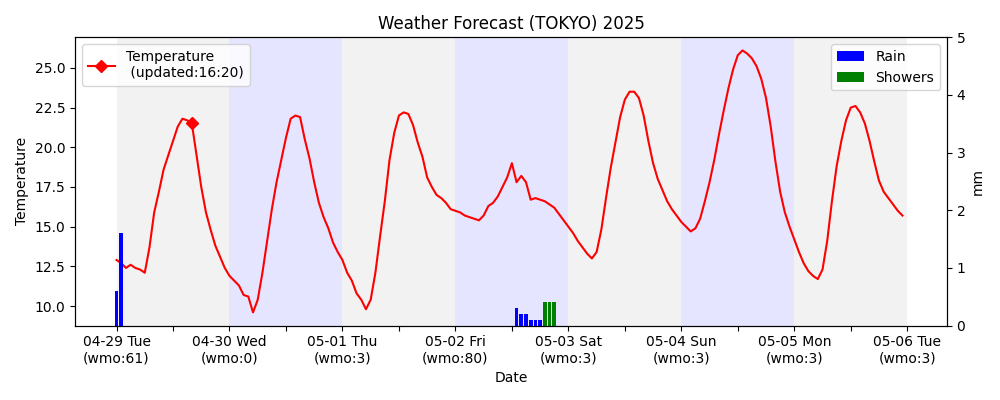 Weather Forecast (TOKYO) 2025
Temperature
(updated:16:20)
Rain
Showers
25.0
22.5
20.0
17.5
15.0
12.5
10.0
Temperature
5
4
3
2
1
0
mm
04-29 Tue
(wmo:61)
04-30 Wed
(wmo:0)
05-01 Thu
(wmo:3)
05-02 Fri
(wmo:80)
05-03 Sat
(wmo:3)
05-04 Sun
(wmo:3)
05-05 Mon
(wmo:3)
05-06 Tue
(wmo:3)
Date